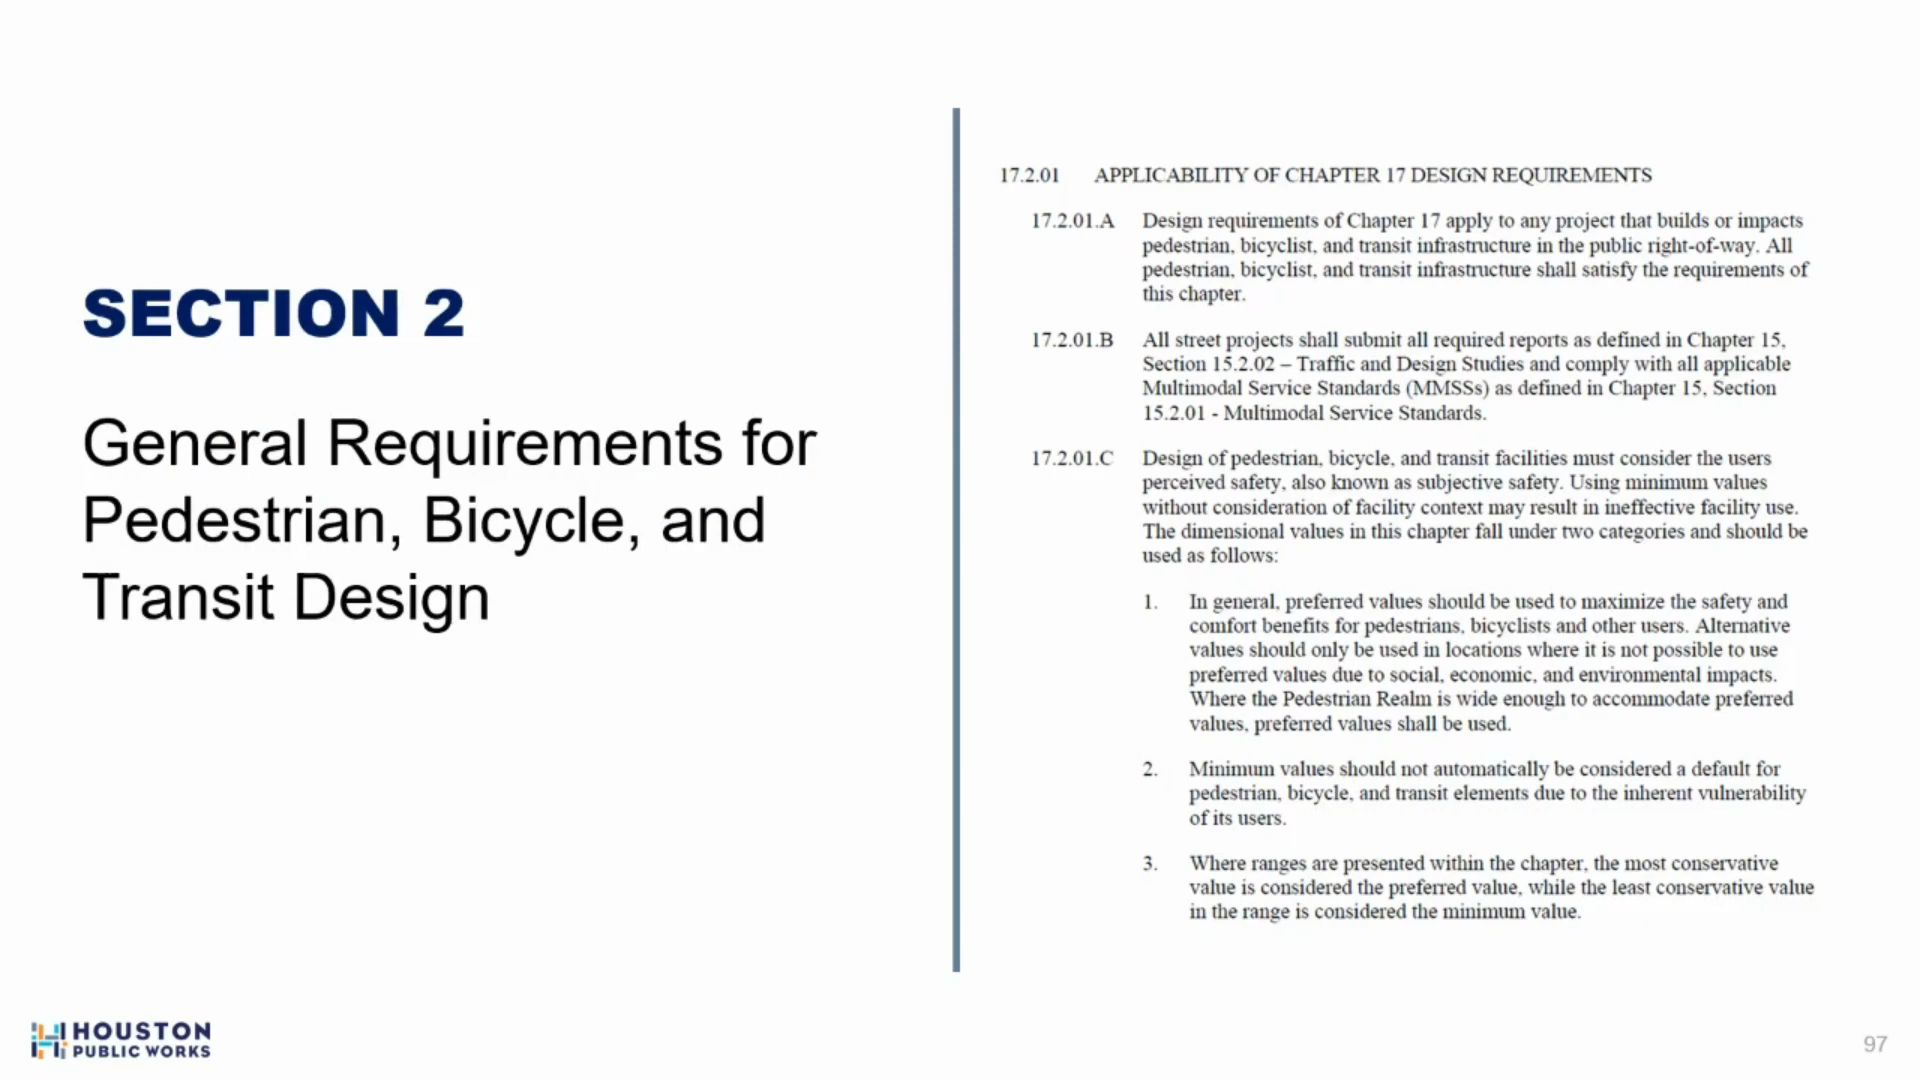 SECTION 2
General Requirements for
Pedestrian, Bicycle, and
Transit Design
17.2.01 APPLICABILITY OF CHAPTER 17 DESIGN REQUIREMENTS
17.2.01.A Design requirements of Chapter 17 apply to any project that builds or impacts
pedestrian, bicyclist, and transit infrastructure in the public right-of-way. All
pedestrian, bicyclist, and transit infrastructure shall satisfy the requirements of
this chapter.
17.2.01.B All street projects shall submit all required reports as defined in Chapter 15,
Section 15.2.02 – Traffic and Design Studies and comply with all applicable
Multimodal Service Standards (MMSSs) as defined in Chapter 15, Section
15.2.01 - Multimodal Service Standards.
17.2.01.C Design of pedestrian, bicycle, and transit facilities must consider the users
perceived safety, also known as subjective safety. Using minimum values
without consideration of facility context may result in ineffective facility use.
The dimensional values in this chapter fall under two categories and should be
used as follows:
1. In general, preferred values should be used to maximize the safety and
comfort benefits for pedestrians, bicyclists and other users. Alternative
values should only be used in locations where it is not possible to use
preferred values due to social, economic, and environmental impacts.
Where the Pedestrian Realm is wide enough to accommodate preferred
values, preferred values shall be used.
2. Minimum values should not automatically be considered a default for
pedestrian, bicycle, and transit elements due to the inherent vulnerability
of its users.
3. Where ranges are presented within the chapter, the most conservative
value is considered the preferred value, while the least conservative value
in the range is considered the minimum value.
HOUSTON
PUBLIC WORKS
97